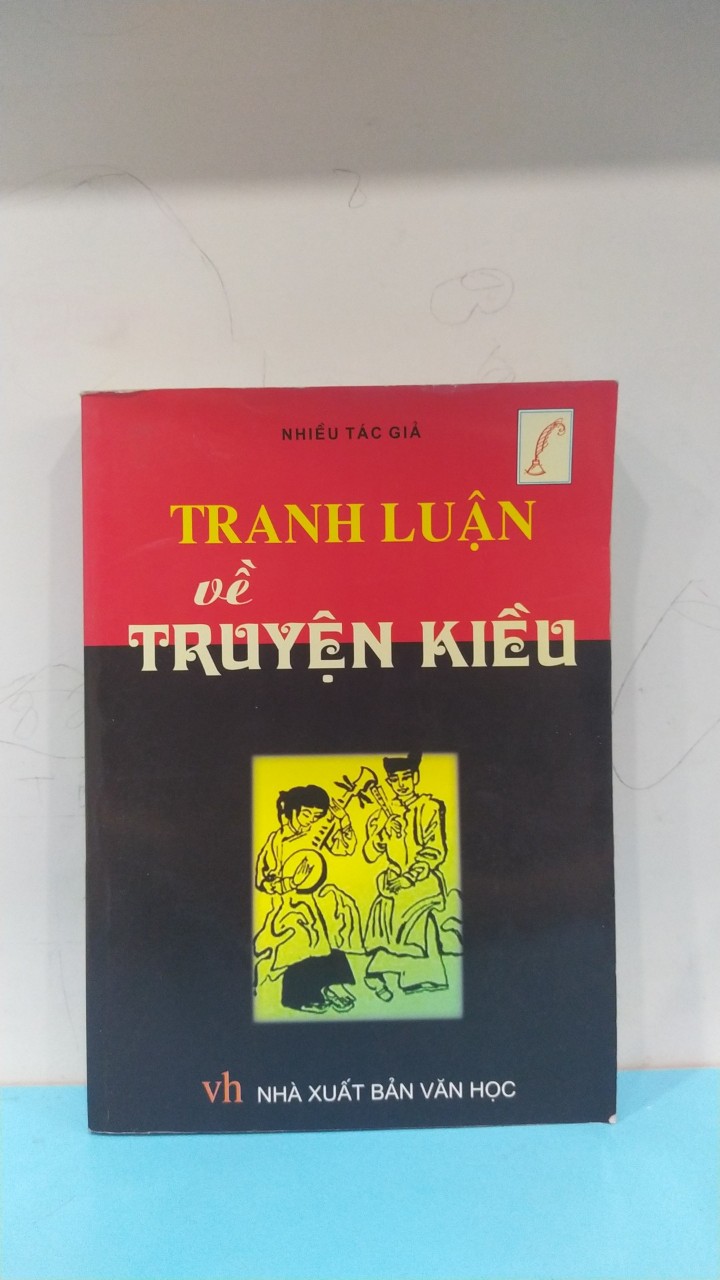 NHIỀU TÁC GIẢ
TRANH LUẬN
về
TRUYỆN KIỀU
vh NHÀ XUẤT BẢN VĂN HỌC